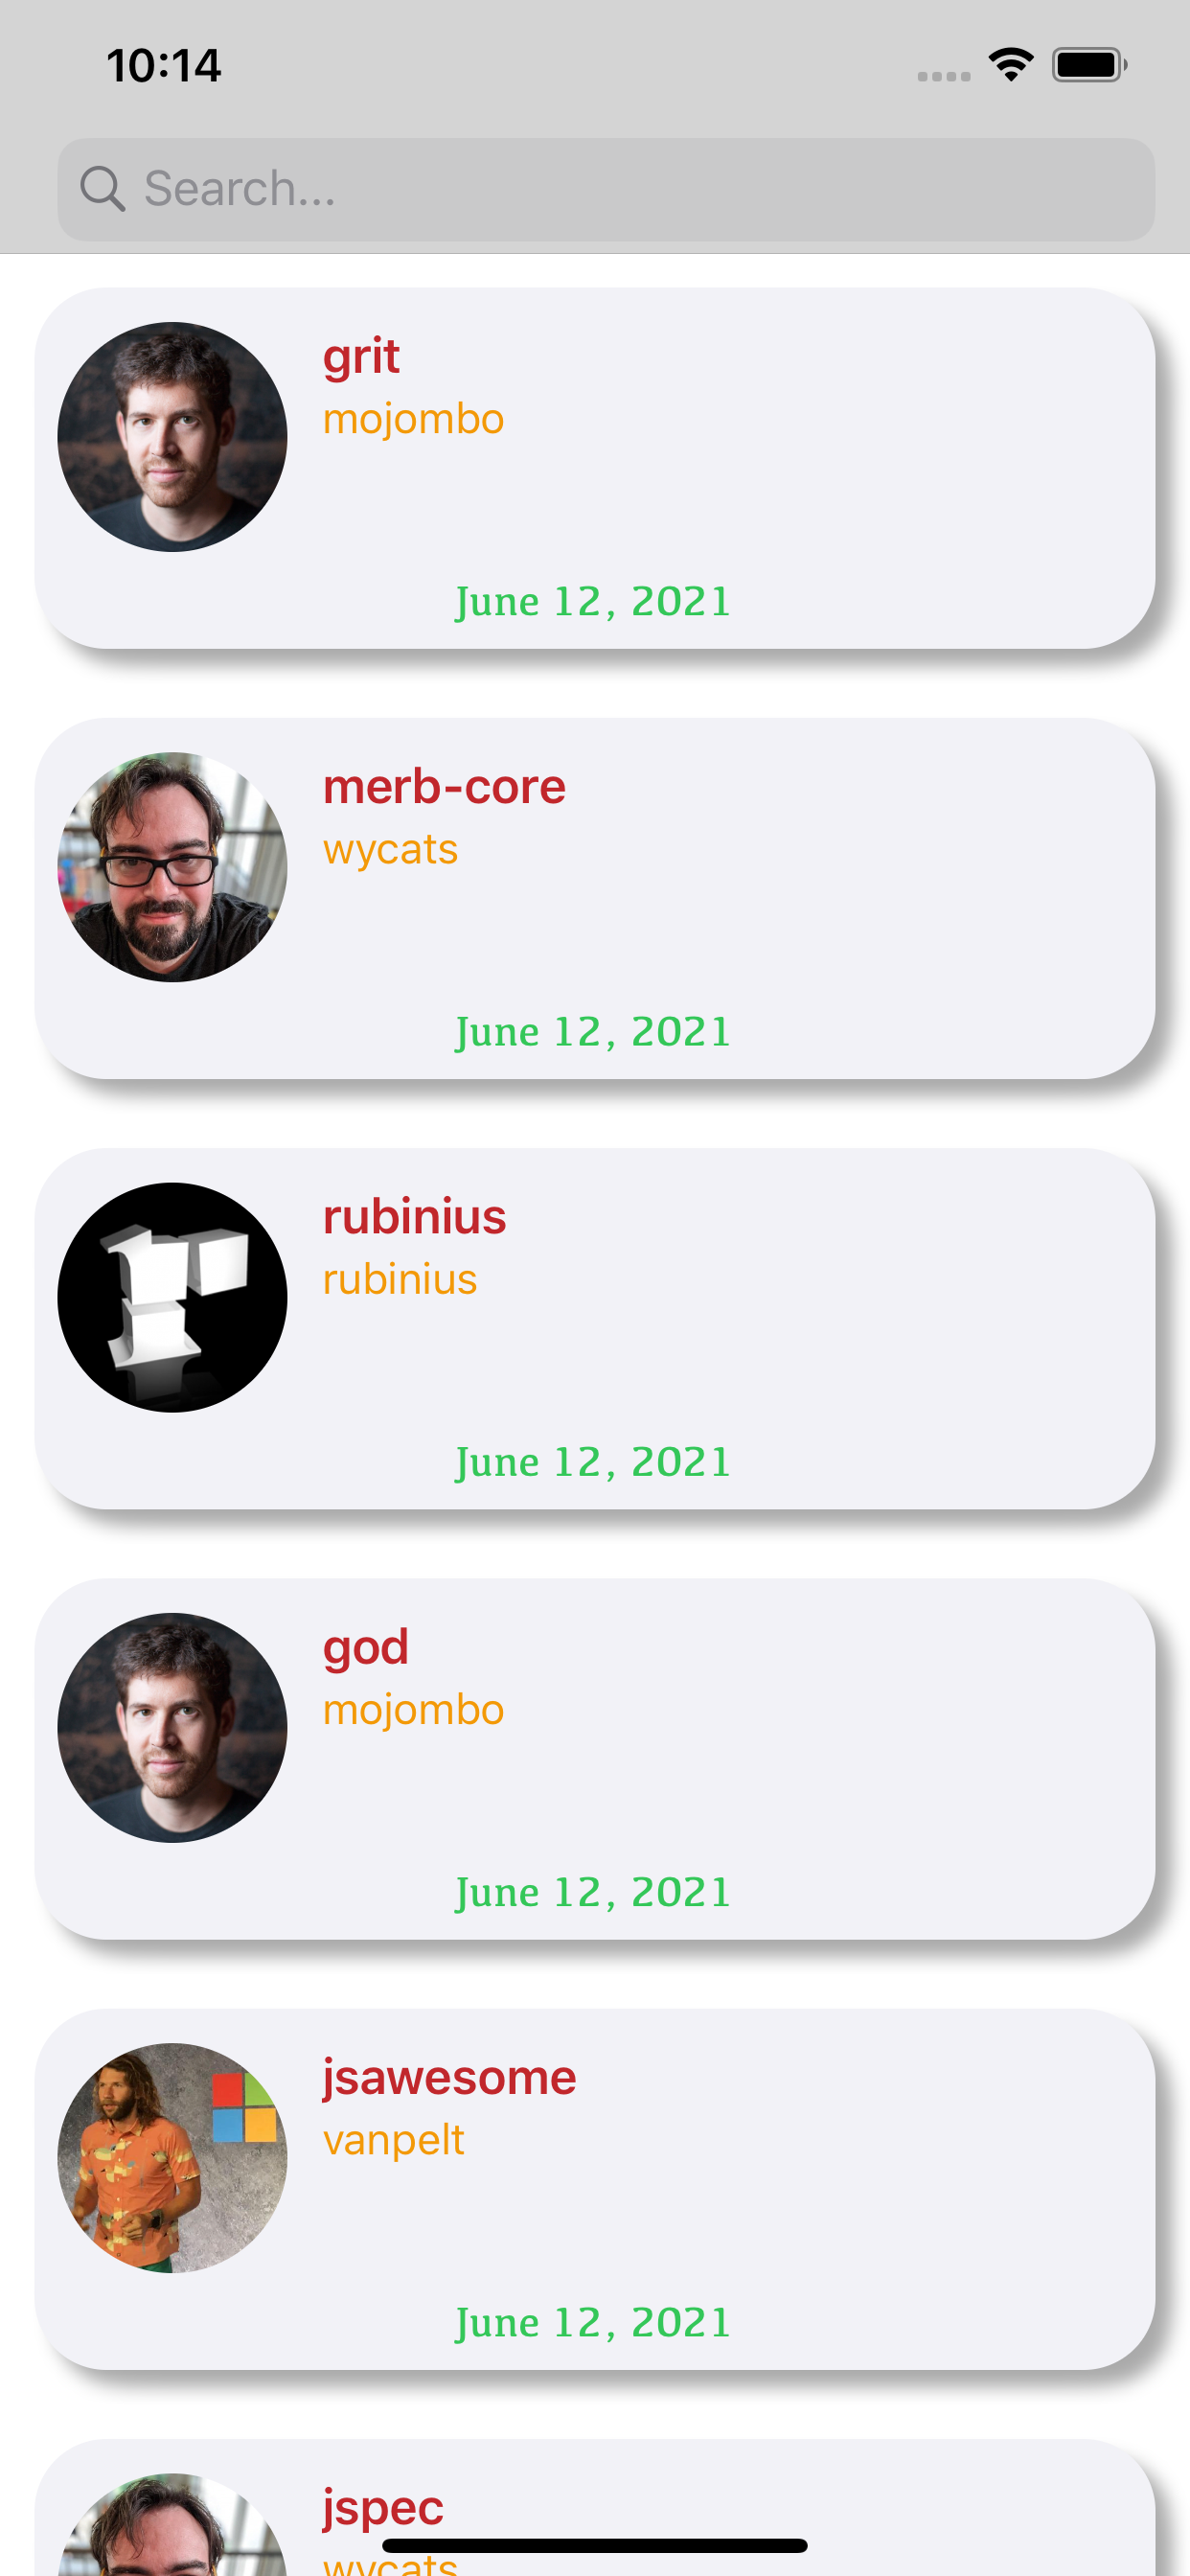 10:14
Search...
grit
mojombo
June 12, 2021
merb-core
wycats
June 12, 2021
rubinius
rubinius
June 12, 2021
god
mojombo
June 12, 2021
jsawesome
vanpelt
June 12, 2021
jspec
wycats